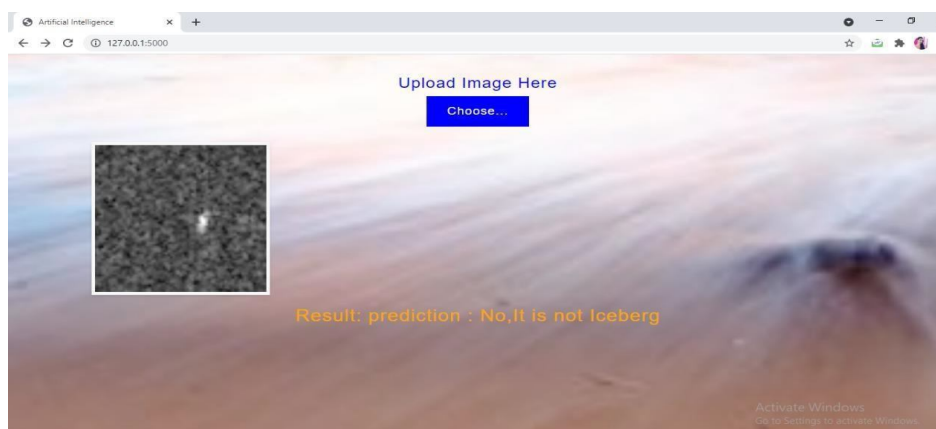 Artificial Intelligence
127.0.0.1:5000
Upload Image Here
Choose...
Result: prediction : No,It is not Iceberg
Activate Windows
Go to Settings to activate Windows.